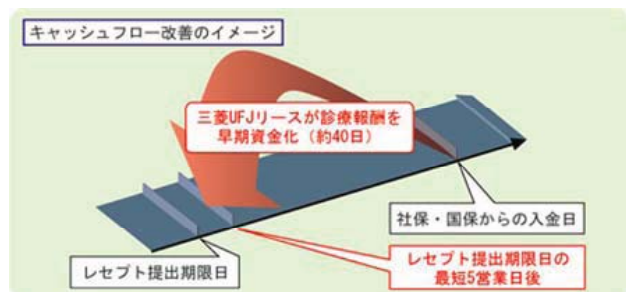 キャッシュフロー改善のイメージ
三菱UFJリースが診療報酬を
早期資金化（約40日）
社保・国保からの入金日
レセプト提出期限日
レセプト提出期限日の
最短5営業日後